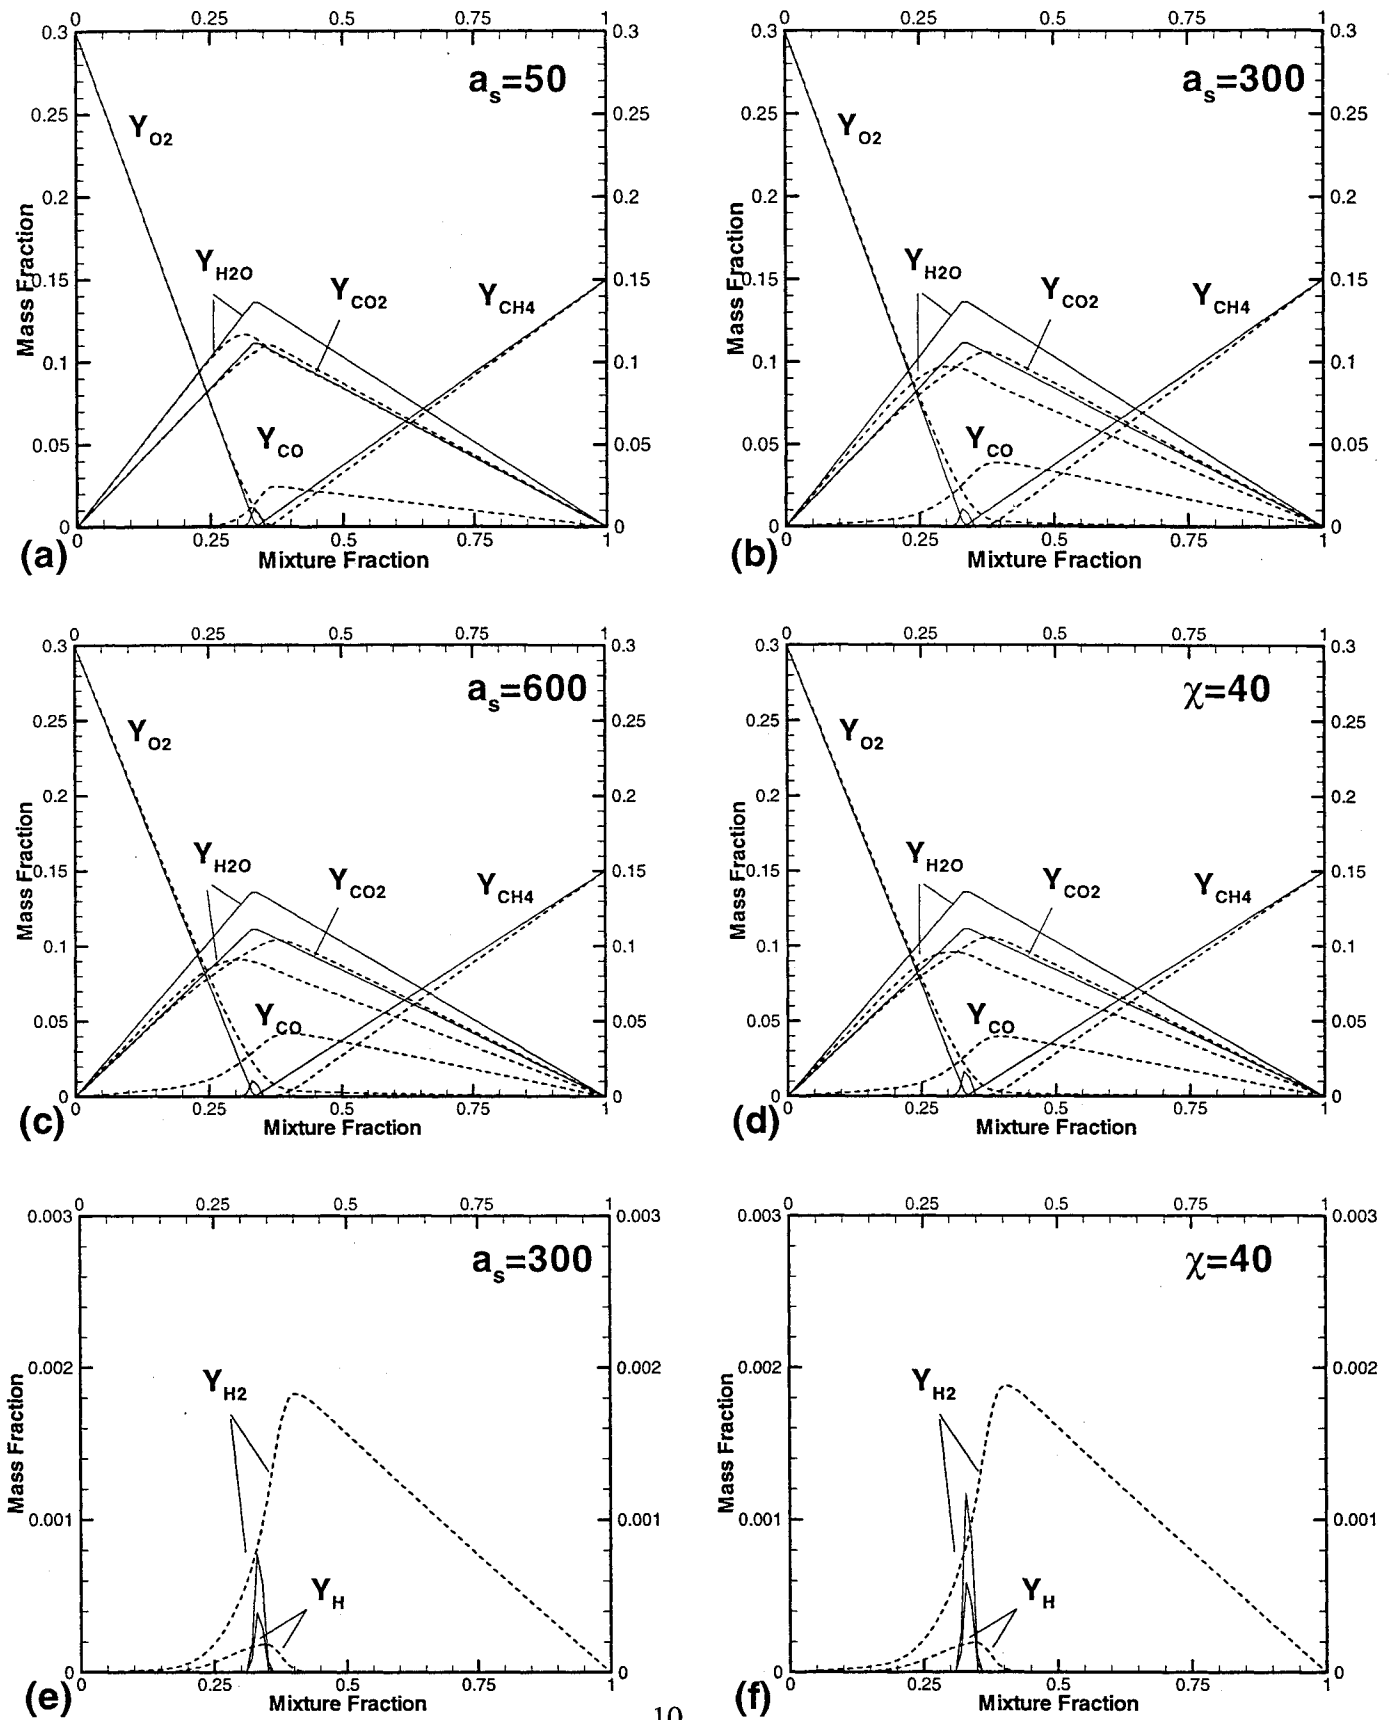 0 0.25 0.5 0.75 1
0.3 0.3
a_s=50
0.25 0.25
Y_O2
0.2 0.2
Y_H2O
Y_CO2
Y_CH4
0.15 0.15
0.1 0.1
Y_CO
0.05 0.05
0 0
0 0.25 0.5 0.75 1
Mass Fraction
Mixture Fraction
(a)
0 0.25 0.5 0.75 1
0.3 0.3
a_s=300
0.25 0.25
Y_O2
0.2 0.2
Y_H2O
Y_CO2
Y_CH4
0.15 0.15
0.1 0.1
Y_CO
0.05 0.05
0 0
0 0.25 0.5 0.75 1
Mass Fraction
Mixture Fraction
(b)
0 0.25 0.5 0.75 1
0.3 0.3
a_s=600
Y_O2
0.25 0.25
0.2 0.2
Y_H2O
Y_CO2
Y_CH4
0.15 0.15
0.1 0.1
Y_CO
0.05 0.05
0 0
0 0.25 0.5 0.75 1
Mass Fraction
Mixture Fraction
(c)
0 0.25 0.5 0.75 1
0.3 0.3
χ=40
Y_O2
0.25 0.25
0.2 0.2
Y_H2O
Y_CO2
Y_CH4
0.15 0.15
0.1 0.1
Y_CO
0.05 0.05
0 0
0 0.25 0.5 0.75 1
Mass Fraction
Mixture Fraction
(d)
0 0.25 0.5 0.75 1
0.003 0.003
a_s=300
0.002 0.002
Y_H2
0.001 0.001
Y_H
0 0
0.25 0.5 0.75 1
Mass Fraction
Mixture Fraction
(e)
0 0.25 0.5 0.75 1
0.003 0.003
χ=40
0.002 0.002
Y_H2
0.001 0.001
Y_H
0 0
0 0.25 0.5 0.75 1
Mass Fraction
Mixture Fraction
(f)
10